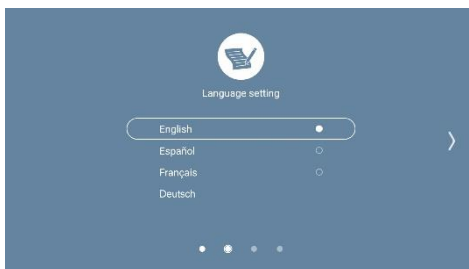 Language setting
English
Español
Français
Deutsch